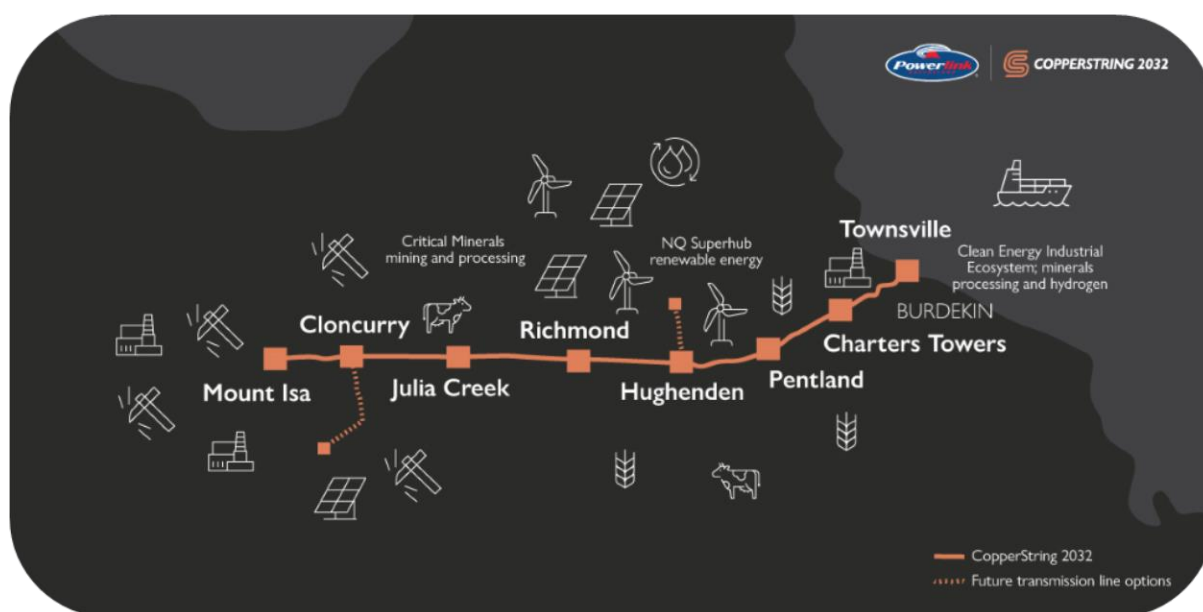 Powerlink
COPPERSTRING 2032
Townsville
Critical Minerals
mining and processing
NQ Superhub
renewable energy
Clean Energy Industrial
Ecosystem; minerals
processing and hydrogen
Cloncurry
Richmond
BURDEKIN
Charters Towers
Mount Isa
Julia Creek
Hughenden
Pentland
CopperString 2032
Future transmission line options